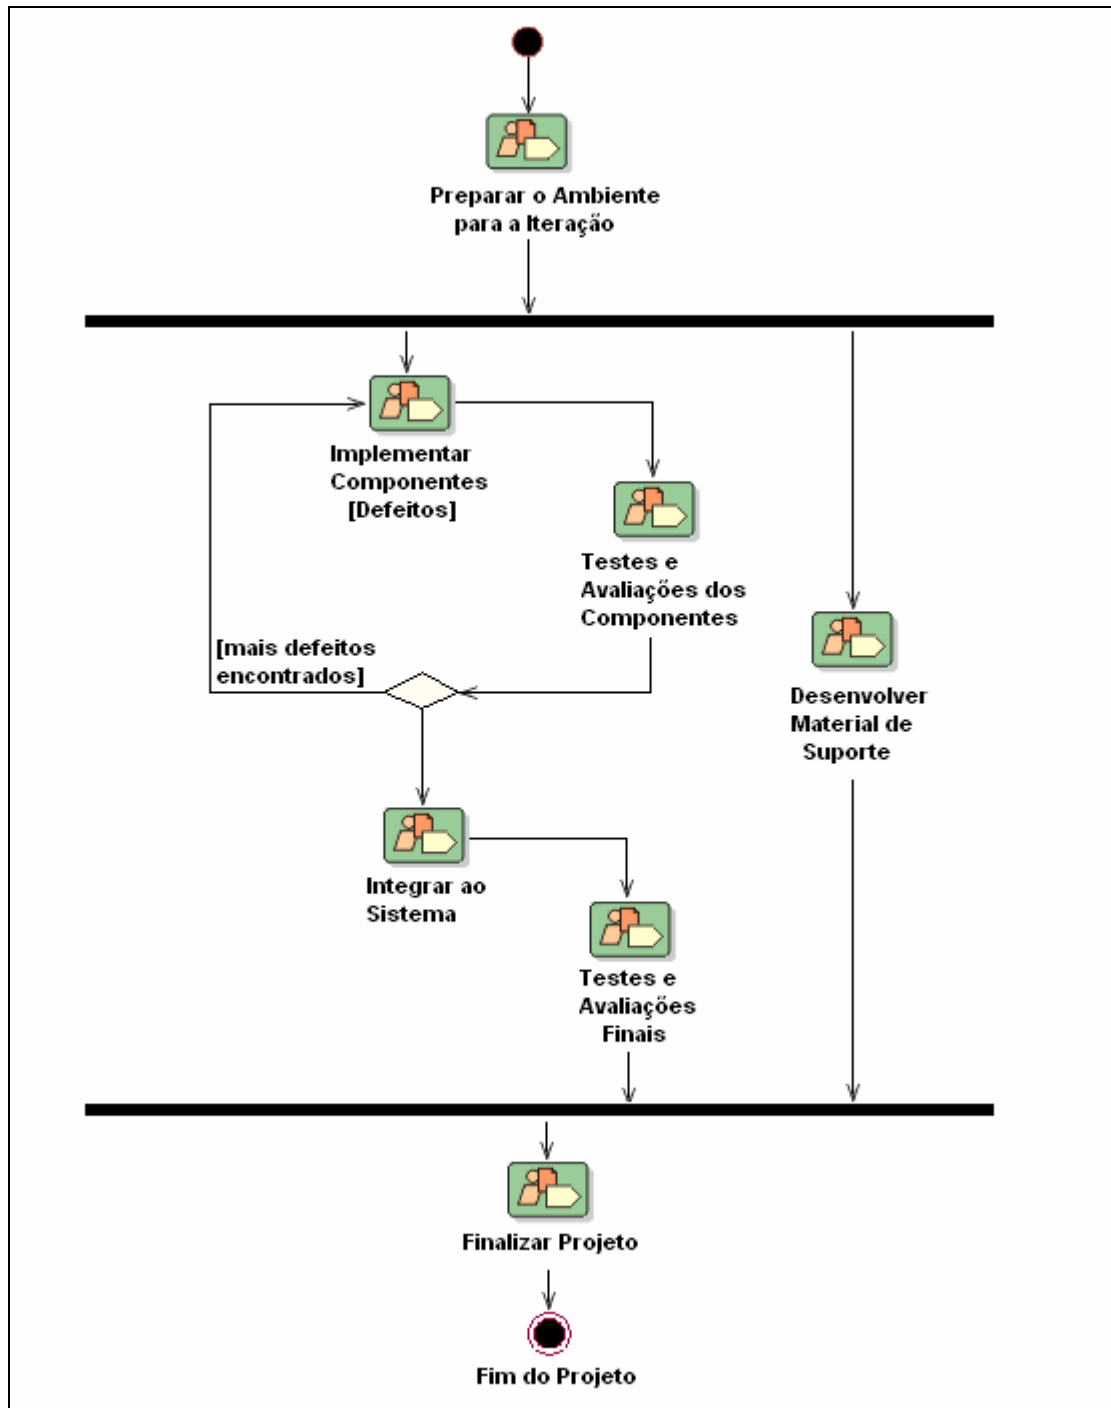 Preparar o Ambiente
para a Iteração
Implementar
Componentes
[Defeitos]
Testes e
Avaliações dos
Componentes
[mais defeitos
encontrados]
Desenvolver
Material de
Suporte
Integrar ao
Sistema
Testes e
Avaliações
Finais
Finalizar Projeto
Fim do Projeto